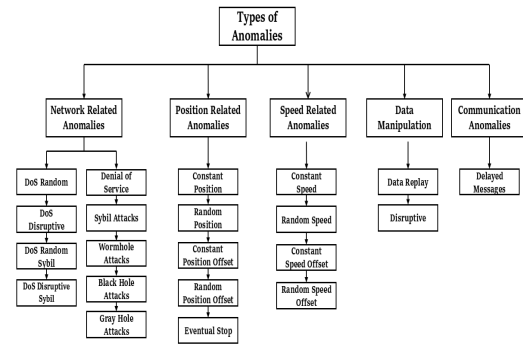 Types of
Anomalies
Network Related
Anomalies
Position Related
Anomalies
Speed Related
Anomalies
Data
Manipulation
Communication
Anomalies
DoS Random
DoS
Disruptive
DoS Random
Sybil
DoS Disruptive
Sybil
Denial of
Service
Sybil Attacks
Wormhole
Attacks
Black Hole
Attacks
Gray Hole
Attacks
Constant
Position
Random
Position
Constant
Position Offset
Random
Position Offset
Eventual Stop
Constant
Speed
Random Speed
Constant
Speed Offset
Random Speed
Offset
Data Replay
Disruptive
Delayed
Messages